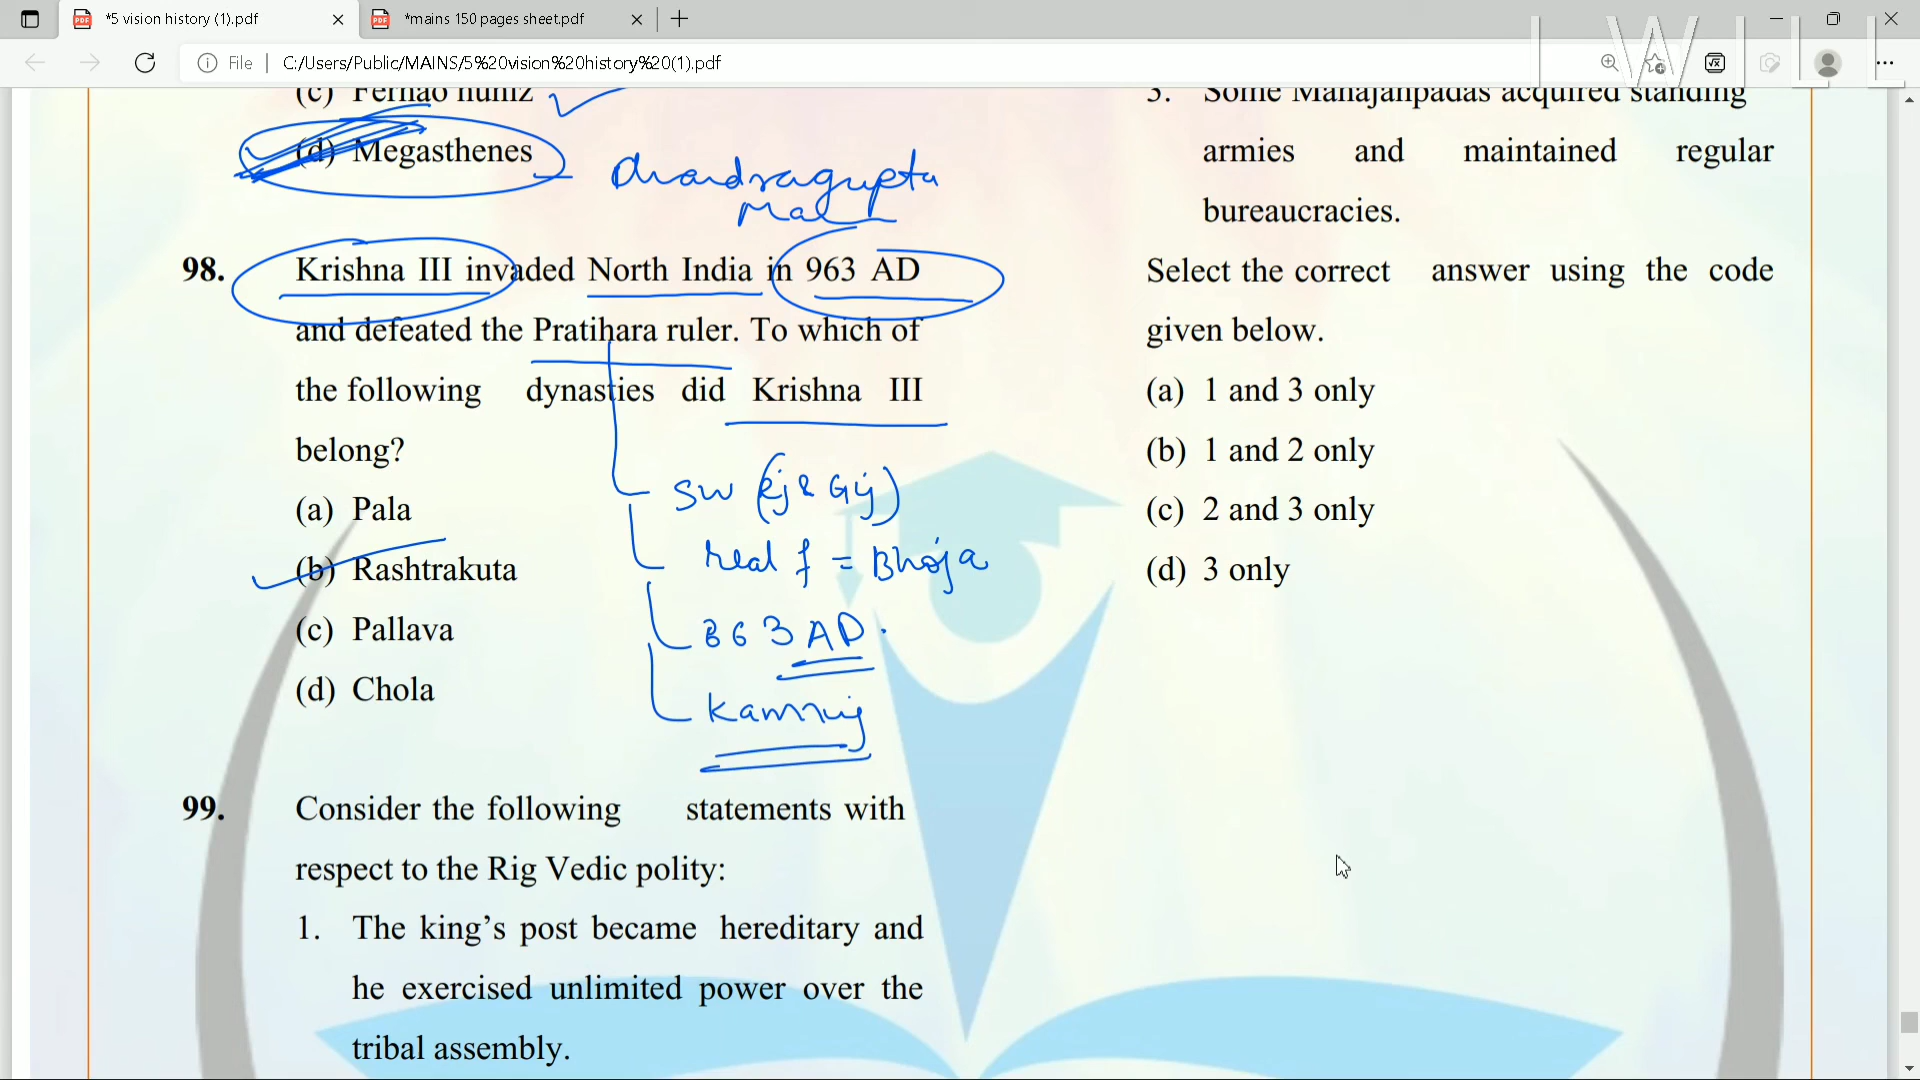 *5 vision history (1).pdf
*mains 150 pages sheet.pdf
File | C:/Users/Public/MAINS/5%20vision%20history%20(1).pdf
I WILL
(c) Fernao nuniz
(d) Megasthenes
Chandragupta
98. Krishna III invaded North India in 963 AD
and defeated the Pratihara ruler. To which of
the following dynasties did Krishna III
belong?
(a) Pala
(b) Rashtrakuta
(c) Pallava
(d) Chola
SW (Rj & Gij)
real f = Bhoja
863 AD.
Kannuj
99. Consider the following statements with
respect to the Rig Vedic polity:
1. The king’s post became hereditary and
he exercised unlimited power over the
tribal assembly.
3. Some Mahajanpadas acquired standing
armies and maintained regular
bureaucracies.
Select the correct answer using the code
given below.
(a) 1 and 3 only
(b) 1 and 2 only
(c) 2 and 3 only
(d) 3 only